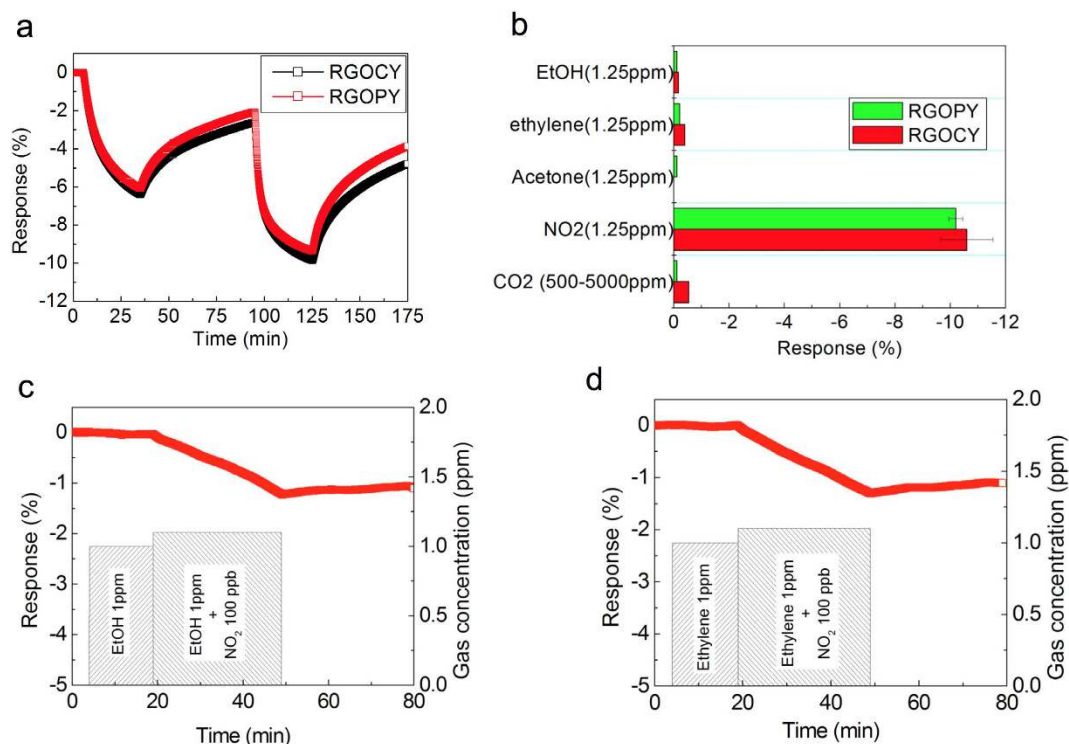 a
0
-2
-4
-6
-8
-10
-12
Response (%)
0 25 50 75 100 125 150 175
Time (min)
RGOCY
RGOPY
b
EtOH(1.25ppm)
ethylene(1.25ppm)
Acetone(1.25ppm)
NO2(1.25ppm)
CO2 (500-5000ppm)
RGOPY
RGOCY
0 -2 -4 -6 -8 -10 -12
Response (%)
c
0
-1
-2
-3
-4
-5
Response (%)
EtOH 1ppm
EtOH 1ppm
+
NO₂ 100 ppb
2.0
1.5
1.0
0.5
0.0
Gas concentration (ppm)
0 20 40 60 80
Time (min)
d
0
-1
-2
-3
-4
-5
Response (%)
Ethylene 1ppm
Ethylene 1ppm
+
NO₂ 100 ppb
2.0
1.5
1.0
0.5
0.0
Gas concentration (ppm)
0 20 40 60 80
Time (min)